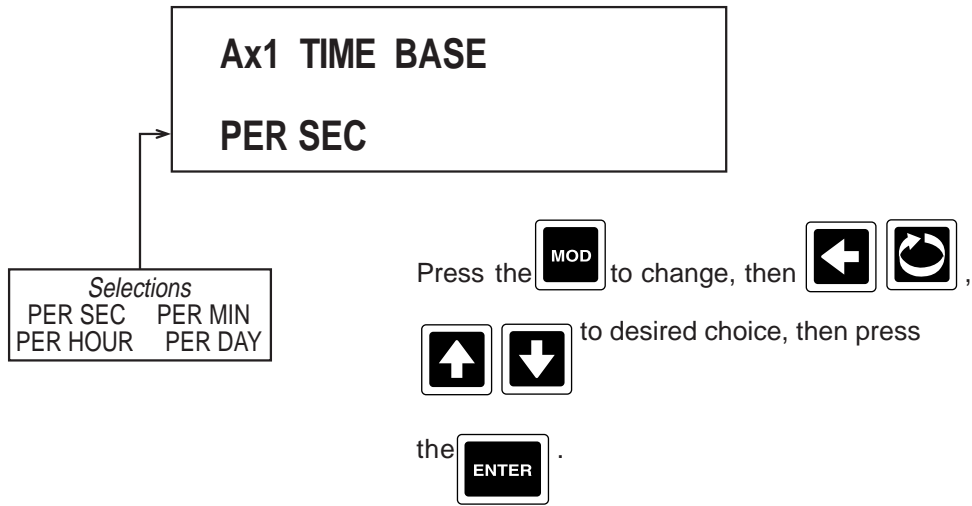 Ax1 TIME BASE
PER SEC
Selections
PER SEC PER MIN
PER HOUR PER DAY
Press the MOD to change, then ,
to desired choice, then press
the ENTER .